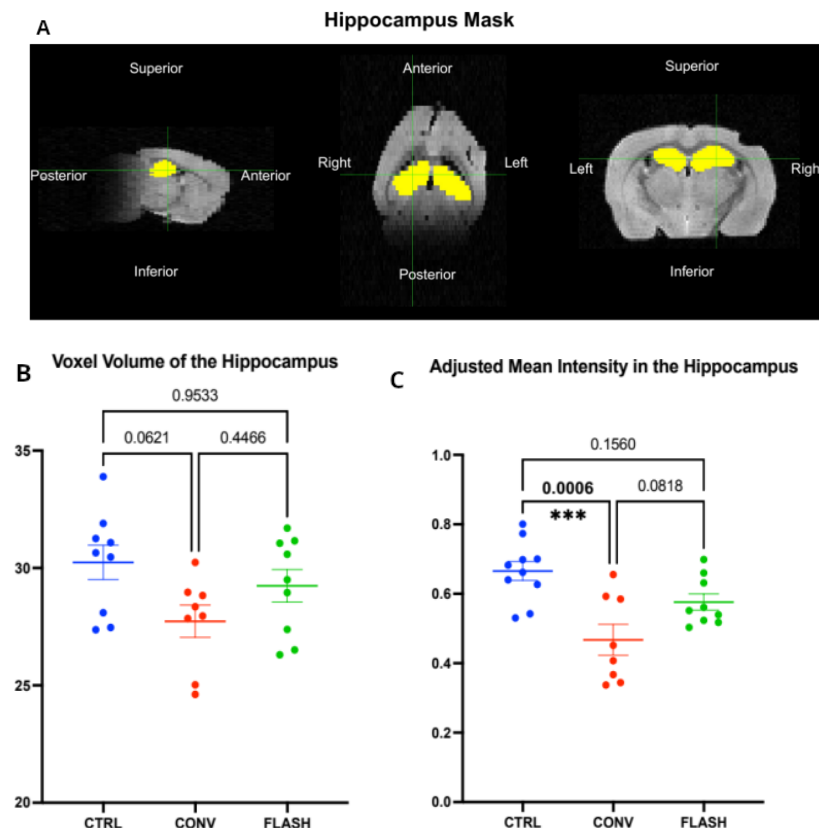 A
Hippocampus Mask
Superior
Posterior
Anterior
Inferior
Anterior
Right
Left
Posterior
Superior
Left
Righ
Inferior
B
Voxel Volume of the Hippocampus
0.9533
0.0621
0.4466
35
30
25
20
CTRL
CONV
FLASH
C
Adjusted Mean Intensity in the Hippocampus
0.1560
0.0006
0.0818
***
1.0
0.8
0.6
0.4
0.2
0.0
CTRL
CONV
FLASH